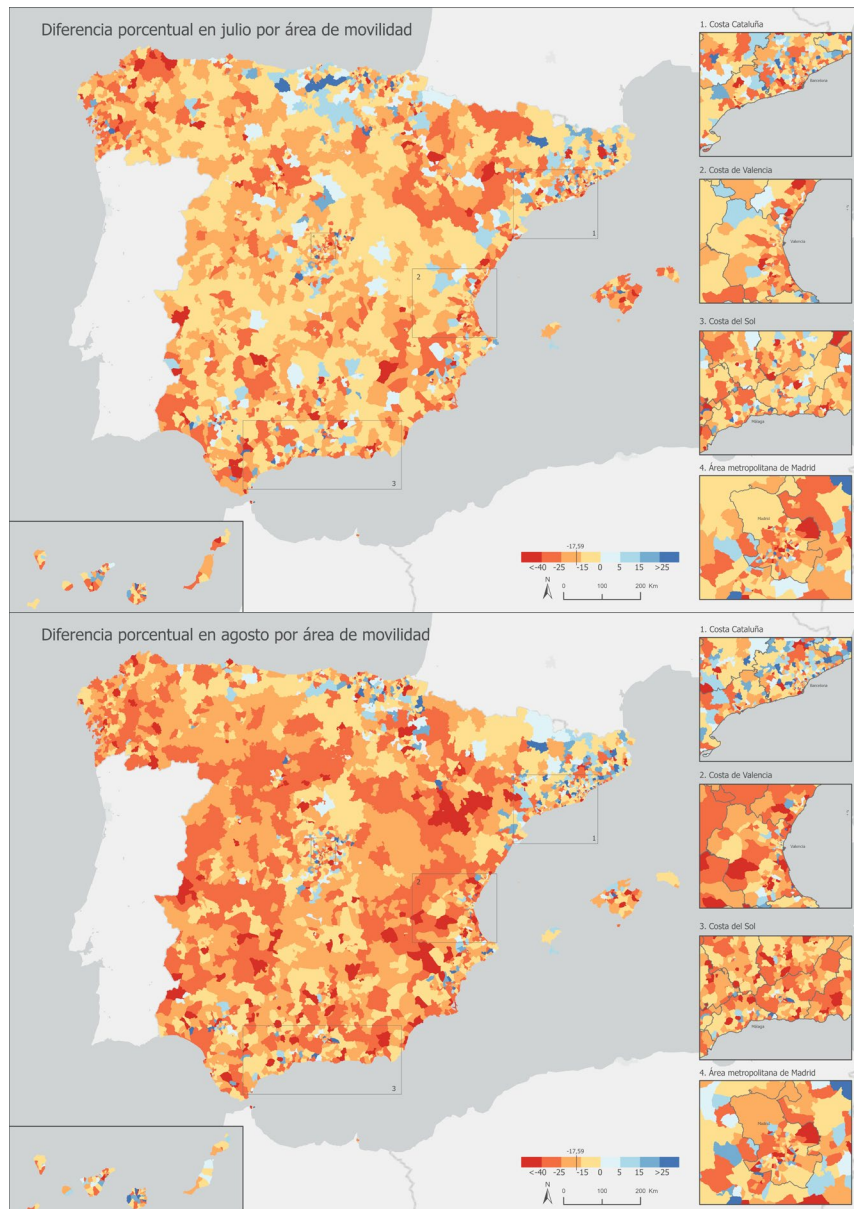 Diferencia porcentual en julio por área de movilidad
1. Costa Cataluña
Barcelona
1
2. Costa de Valencia
Valencia
2
3. Costa del Sol
Málaga
3
4. Área metropolitana de Madrid
Madrid
-17,59
<-40 -25 -15 0 5 15 >25
N
0 100 200 Km
Diferencia porcentual en agosto por área de movilidad
1. Costa Cataluña
Barcelona
1
2. Costa de Valencia
Valencia
2
3. Costa del Sol
Málaga
3
4. Área metropolitana de Madrid
Madrid
-17,59
<-40 -25 -15 0 5 15 >25
N
0 100 200 Km